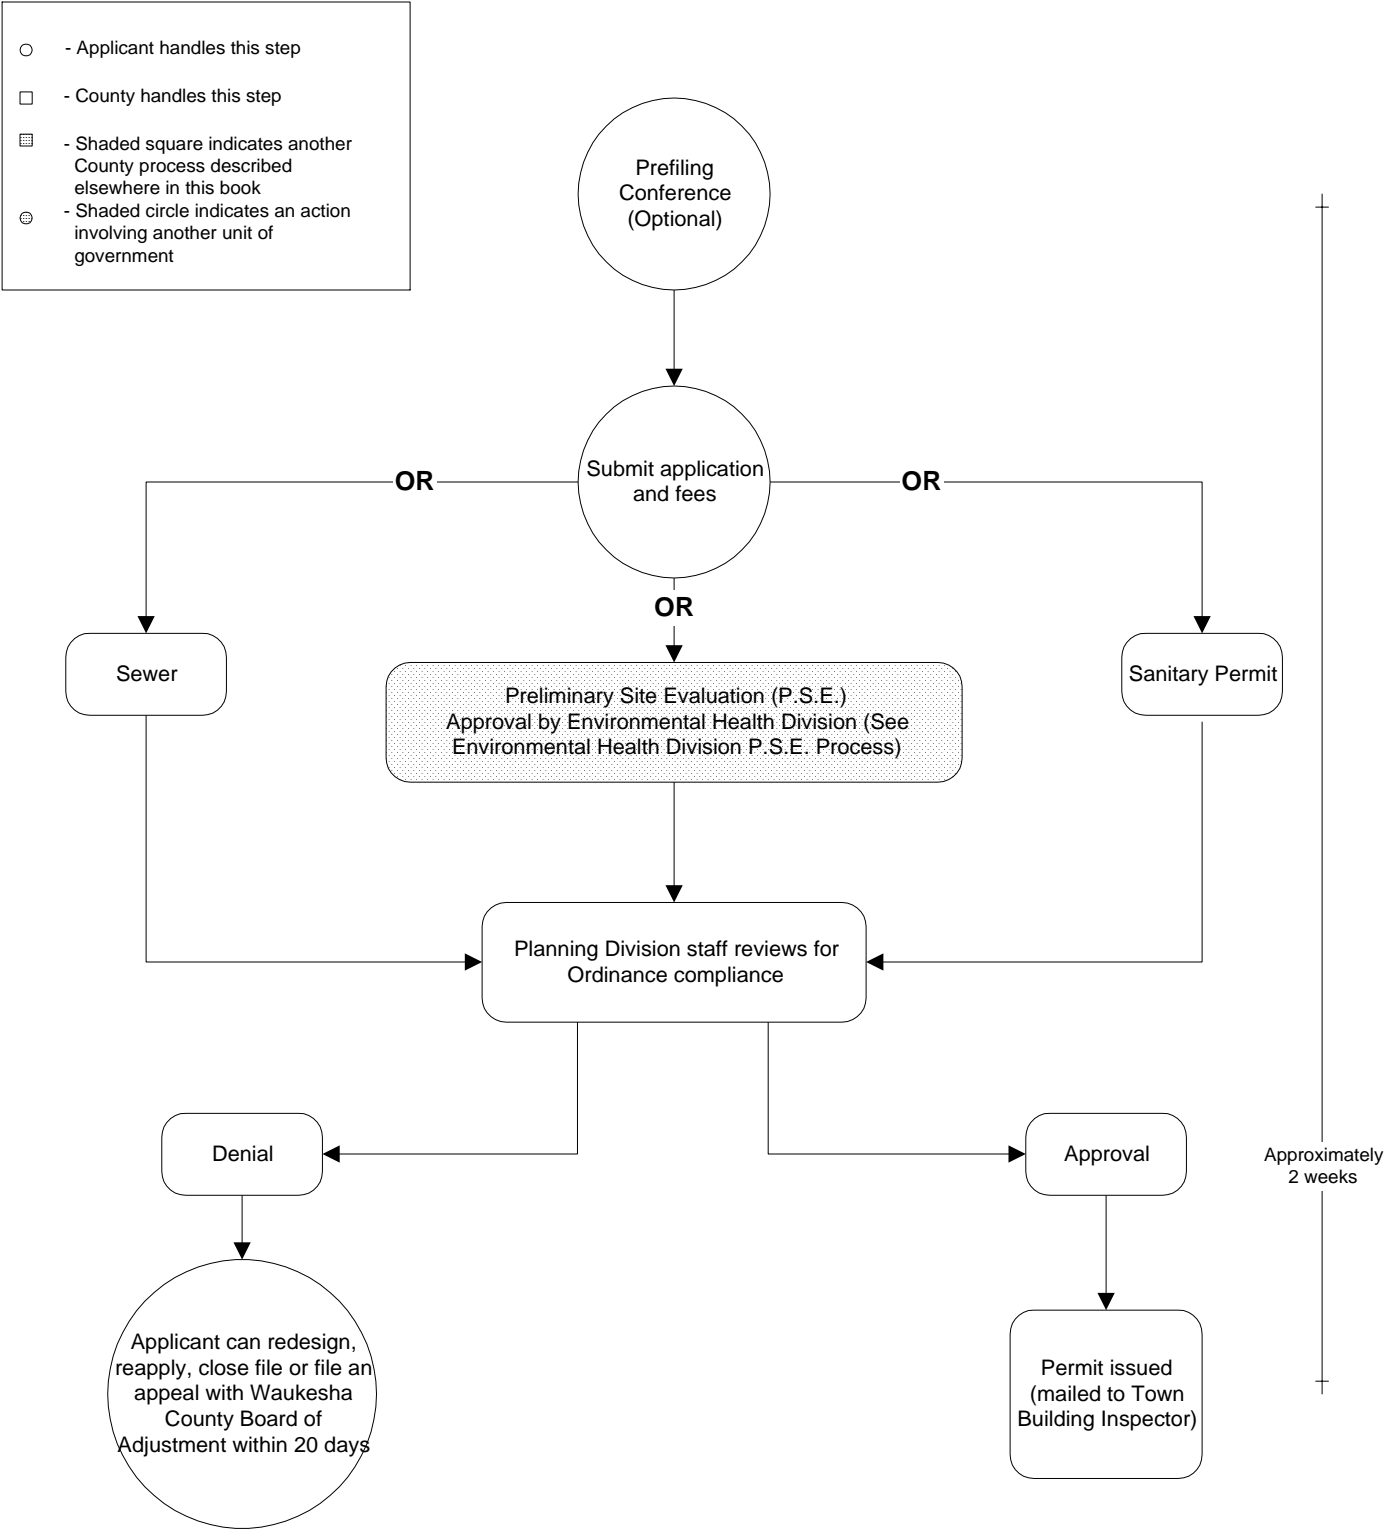 - Applicant handles this step
- County handles this step
- Shaded square indicates another
County process described
elsewhere in this book
- Shaded circle indicates an action
involving another unit of
government
Prefiling
Conference
(Optional)
Submit application
and fees
OR
OR
OR
Sewer
Preliminary Site Evaluation (P.S.E.)
Approval by Environmental Health Division (See
Environmental Health Division P.S.E. Process)
Sanitary Permit
Planning Division staff reviews for
Ordinance compliance
Denial
Approval
Approximately
2 weeks
Applicant can redesign,
reapply, close file or file an
appeal with Waukesha
County Board of
Adjustment within 20 days
Permit issued
(mailed to Town
Building Inspector)